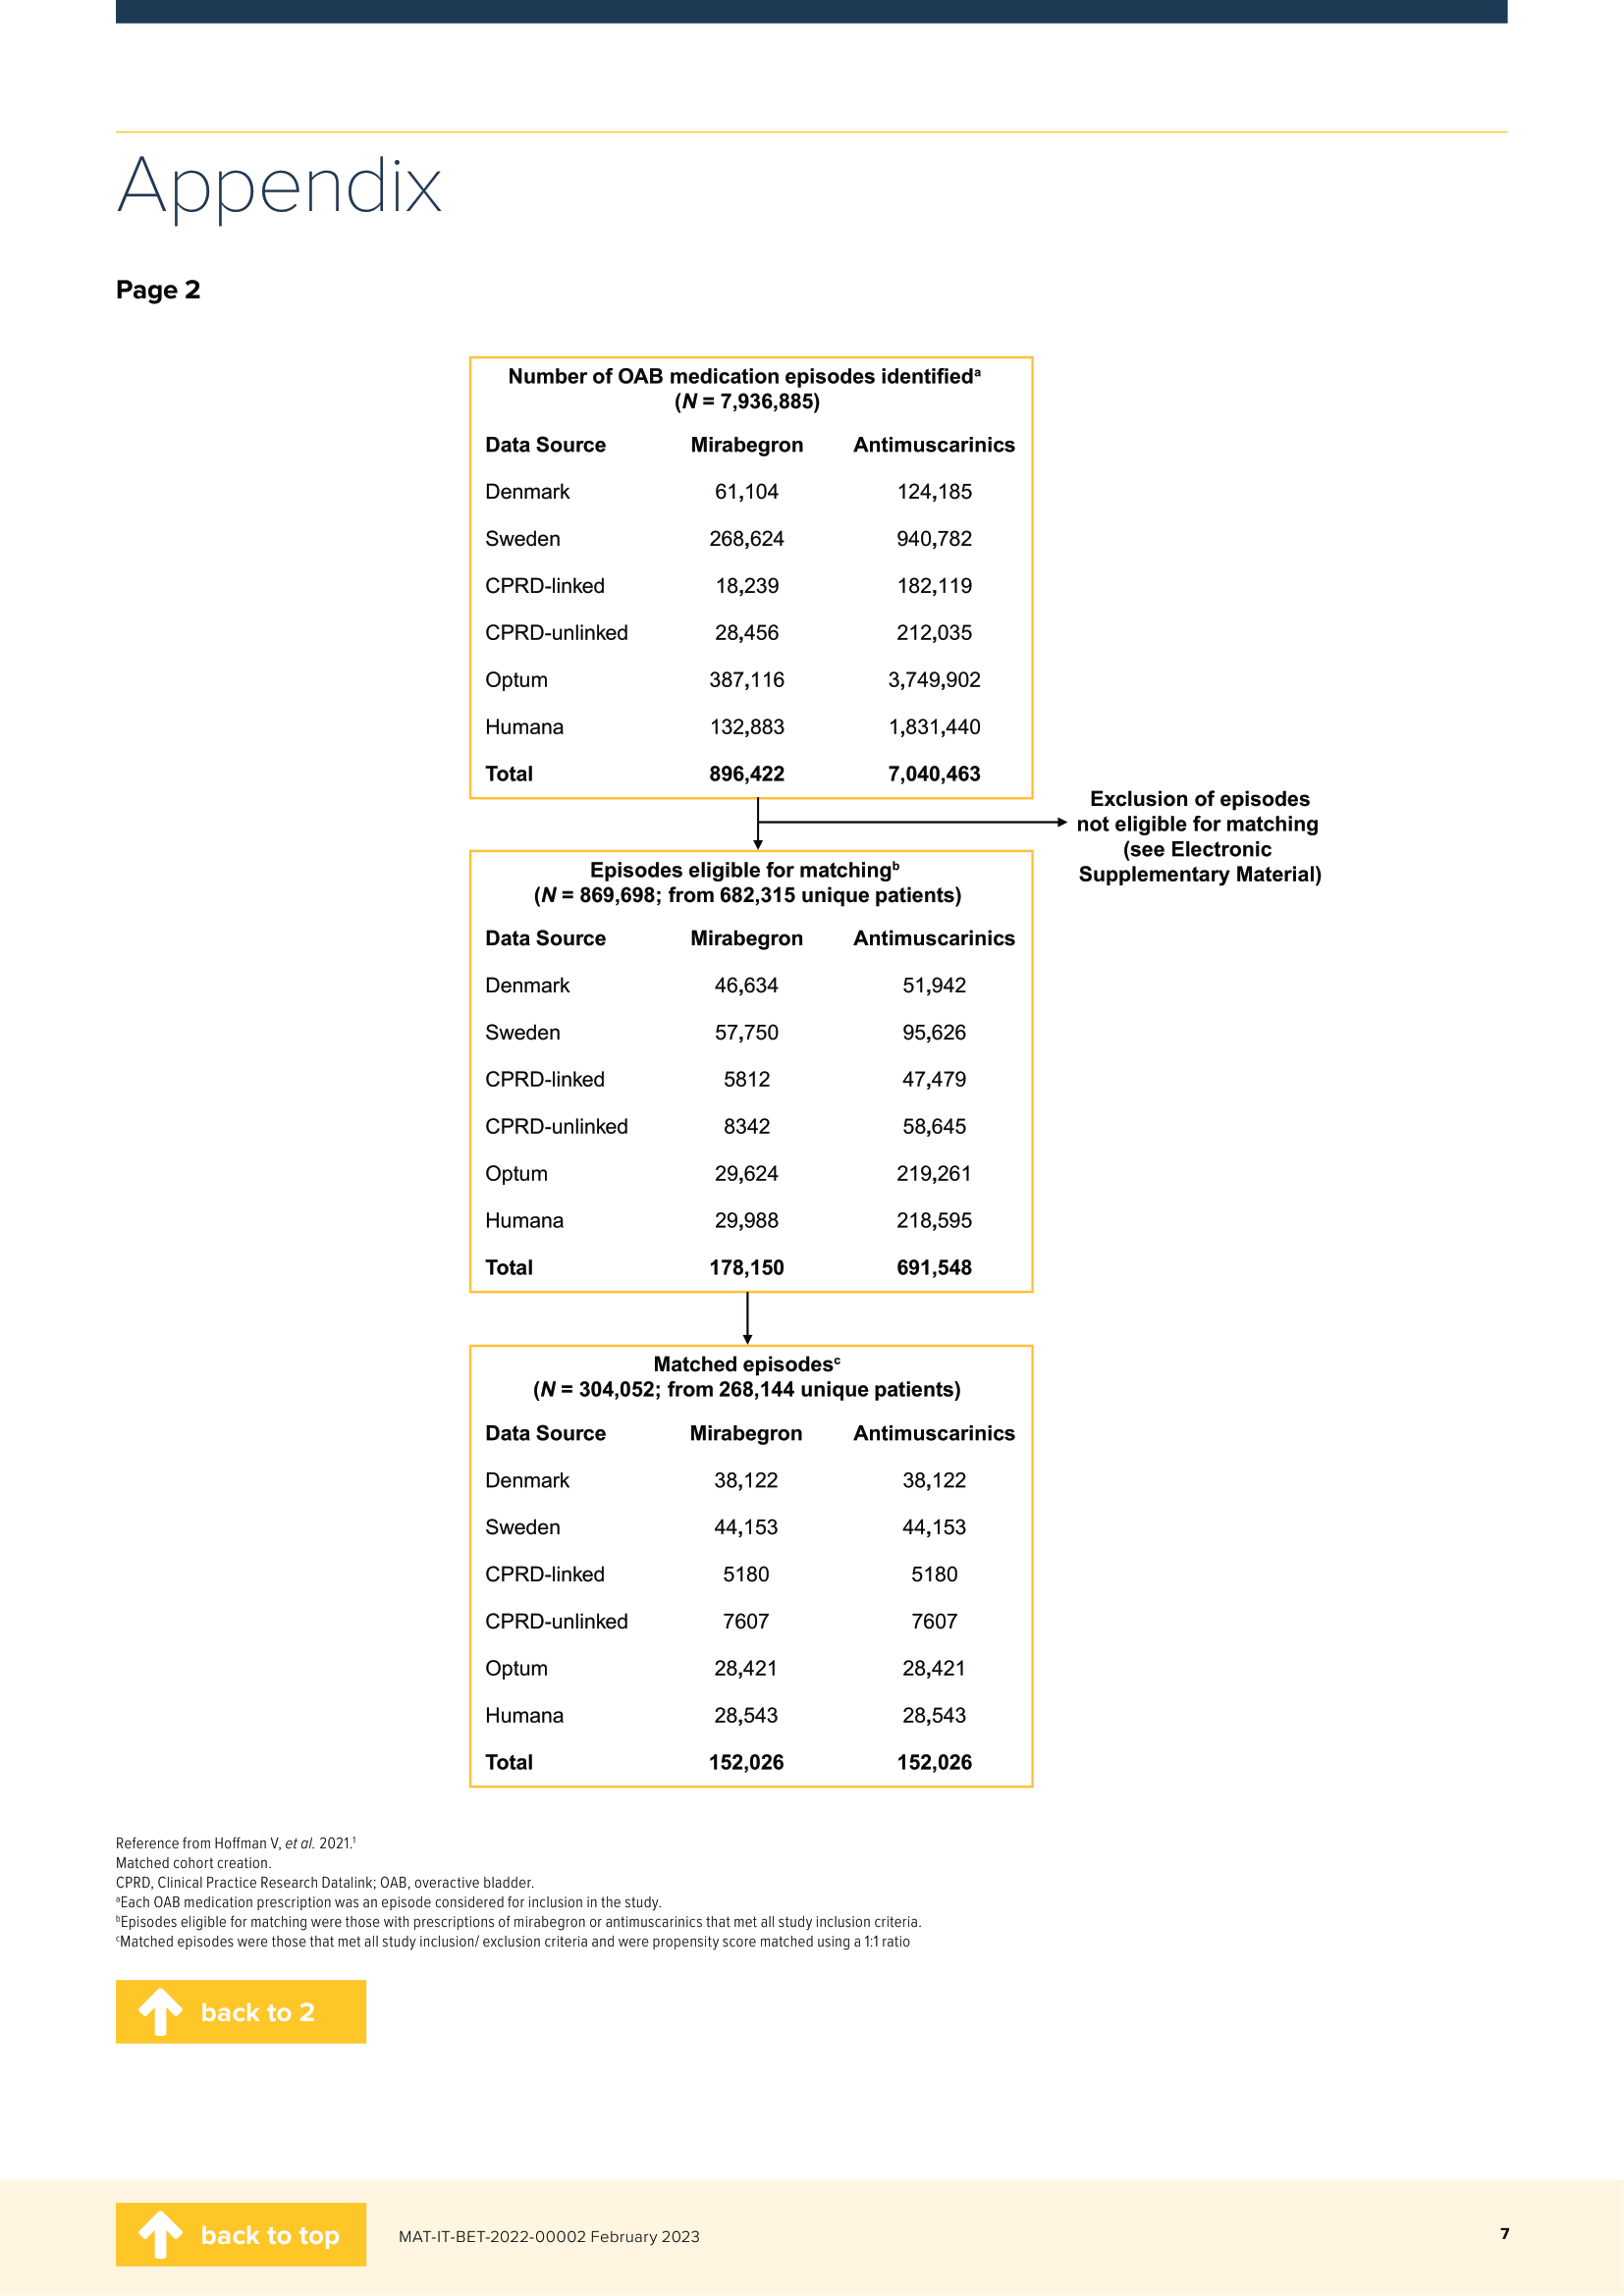 Appendix
Page 2
Number of OAB medication episodes identifiedᵃ
(N = 7,936,885)
Data Source Mirabegron Antimuscarinics
Denmark 61,104 124,185
Sweden 268,624 940,782
CPRD-linked 18,239 182,119
CPRD-unlinked 28,456 212,035
Optum 387,116 3,749,902
Humana 132,883 1,831,440
Total 896,422 7,040,463
Exclusion of episodes
not eligible for matching
(see Electronic
Supplementary Material)
Episodes eligible for matchingᵇ
(N = 869,698; from 682,315 unique patients)
Data Source Mirabegron Antimuscarinics
Denmark 46,634 51,942
Sweden 57,750 95,626
CPRD-linked 5812 47,479
CPRD-unlinked 8342 58,645
Optum 29,624 219,261
Humana 29,988 218,595
Total 178,150 691,548
Matched episodesᶜ
(N = 304,052; from 268,144 unique patients)
Data Source Mirabegron Antimuscarinics
Denmark 38,122 38,122
Sweden 44,153 44,153
CPRD-linked 5180 5180
CPRD-unlinked 7607 7607
Optum 28,421 28,421
Humana 28,543 28,543
Total 152,026 152,026
Reference from Hoffman V, et al. 2021.¹
Matched cohort creation.
CPRD, Clinical Practice Research Datalink; OAB, overactive bladder.
ᵃEach OAB medication prescription was an episode considered for inclusion in the study.
ᵇEpisodes eligible for matching were those with prescriptions of mirabegron or antimuscarinics that met all study inclusion criteria.
ᶜMatched episodes were those that met all study inclusion/ exclusion criteria and were propensity score matched using a 1:1 ratio
back to 2
back to top
MAT-IT-BET-2022-00002 February 2023
7